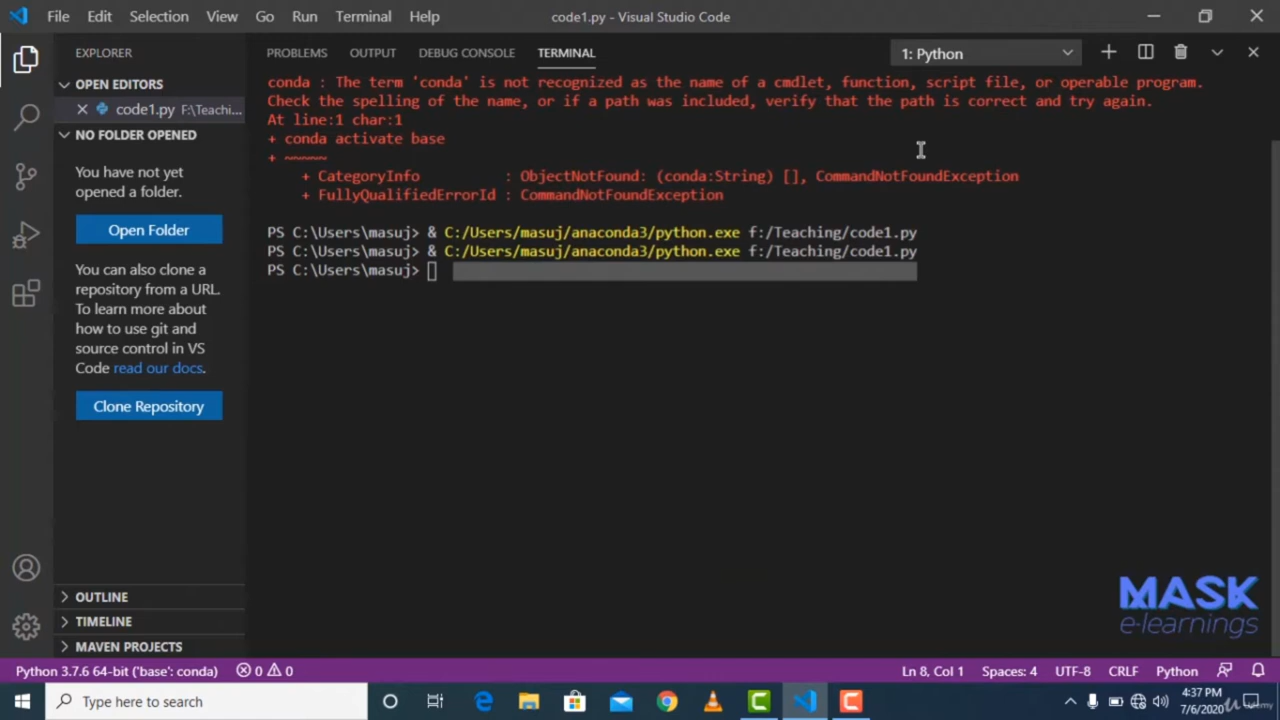 File Edit Selection View Go Run Terminal Help
code1.py - Visual Studio Code
EXPLORER
OPEN EDITORS
code1.py F:\Teachi...
NO FOLDER OPENED
You have not yet
opened a folder.
Open Folder
You can also clone a
repository from a URL.
To learn more about
how to use git and
source control in VS
Code read our docs.
Clone Repository
OUTLINE
TIMELINE
MAVEN PROJECTS
PROBLEMS OUTPUT DEBUG CONSOLE TERMINAL
1: Python
conda : The term 'conda' is not recognized as the name of a cmdlet, function, script file, or operable program.
Check the spelling of the name, or if a path was included, verify that the path is correct and try again.
At line:1 char:1
+ conda activate base
+ ~~~~~
+ CategoryInfo : ObjectNotFound: (conda:String) [], CommandNotFoundException
+ FullyQualifiedErrorId : CommandNotFoundException
PS C:\Users\masuj> & C:/Users/masuj/anaconda3/python.exe f:/Teaching/code1.py
PS C:\Users\masuj> & C:/Users/masuj/anaconda3/python.exe f:/Teaching/code1.py
PS C:\Users\masuj>
MASK
e-learnings
Python 3.7.6 64-bit ('base': conda) 0 0 Ln 8, Col 1 Spaces: 4 UTF-8 CRLF Python
Type here to search
4:37 PM
7/6/2020
Udemy